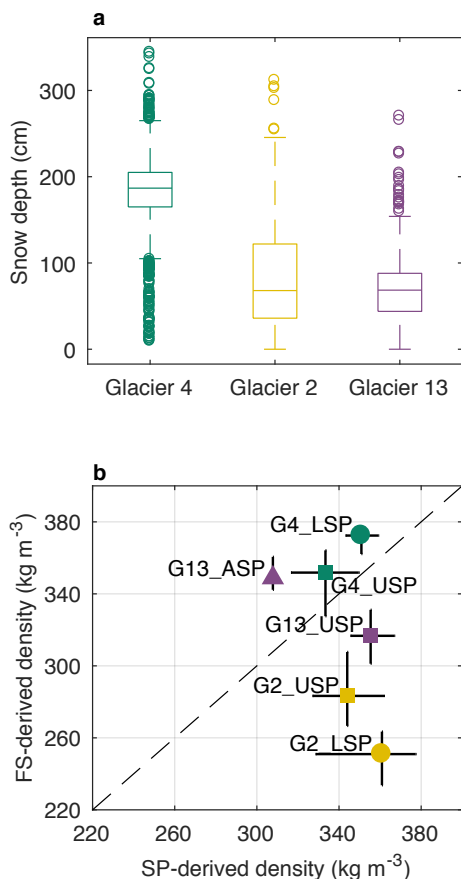 a
300
200
100
0
Snow depth (cm)
Glacier 4 Glacier 2 Glacier 13
b
380
340
300
260
220
FS-derived density (kg m⁻³)
G4_LSP
G13_ASP
G4_USP
G13_USP
G2_USP
G2_LSP
220 260 300 340 380
SP-derived density (kg m⁻³)